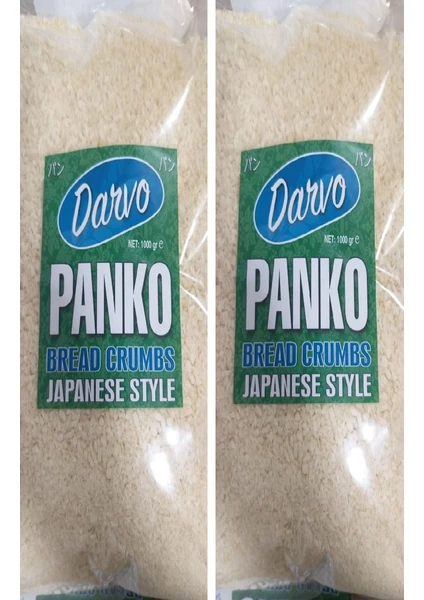 パン パン
Darvo
NET: 1000 gr ℮
PANKO
BREAD CRUMBS
JAPANESE STYLE
パン パン
Darvo
NET: 1000 gr ℮
PANKO
BREAD CRUMBS
JAPANESE STYLE